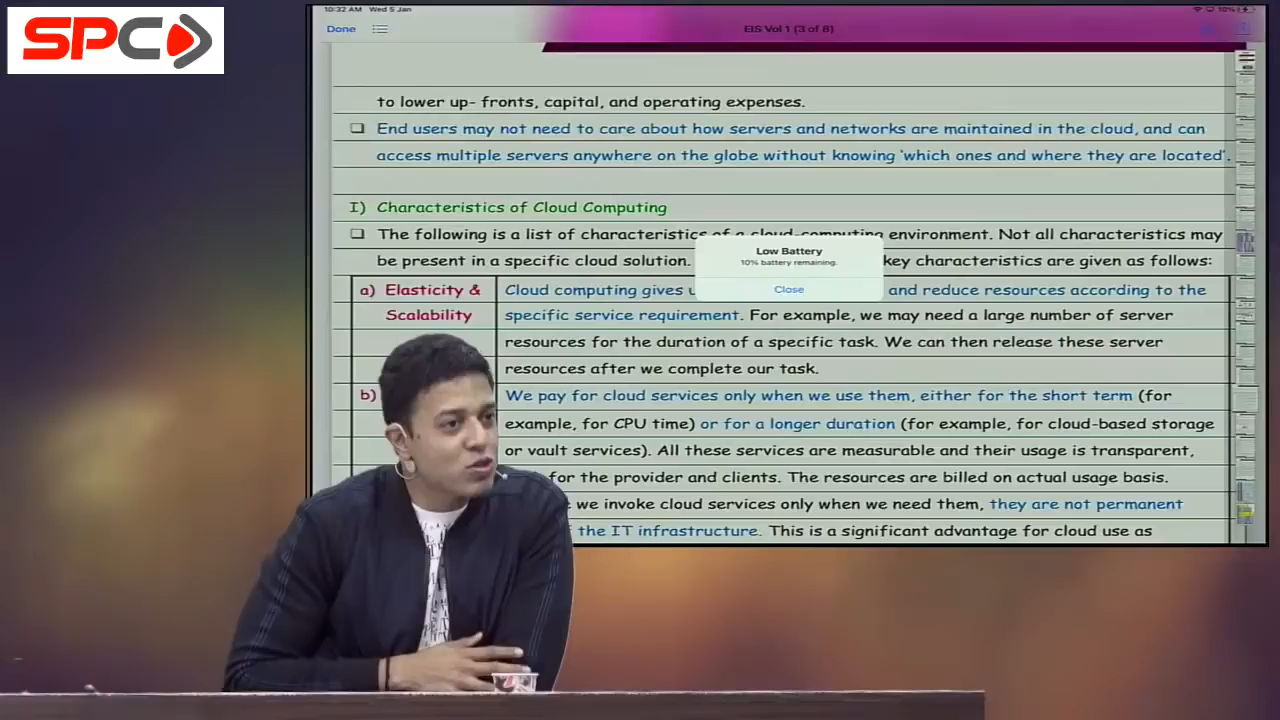 SPC
10:32 AM Wed 5 Jan
10%
Done
EIS Vol 1 (3 of 8)
to lower up- fronts, capital, and operating expenses.
❑ End users may not need to care about how servers and networks are maintained in the cloud, and can
access multiple servers anywhere on the globe without knowing 'which ones and where they are located'.
I) Characteristics of Cloud Computing
❑ The following is a list of characteristics of a cloud-computing environment. Not all characteristics may
be present in a specific cloud solution. key characteristics are given as follows:
Low Battery
10% battery remaining.
Close
a) Elasticity &
Scalability
Cloud computing gives and reduce resources according to the
specific service requirement. For example, we may need a large number of server
resources for the duration of a specific task. We can then release these server
resources after we complete our task.
b)
We pay for cloud services only when we use them, either for the short term (for
example, for CPU time) or for a longer duration (for example, for cloud-based storage
or vault services). All these services are measurable and their usage is transparent,
for the provider and clients. The resources are billed on actual usage basis.
we invoke cloud services only when we need them, they are not permanent
the IT infrastructure. This is a significant advantage for cloud use as